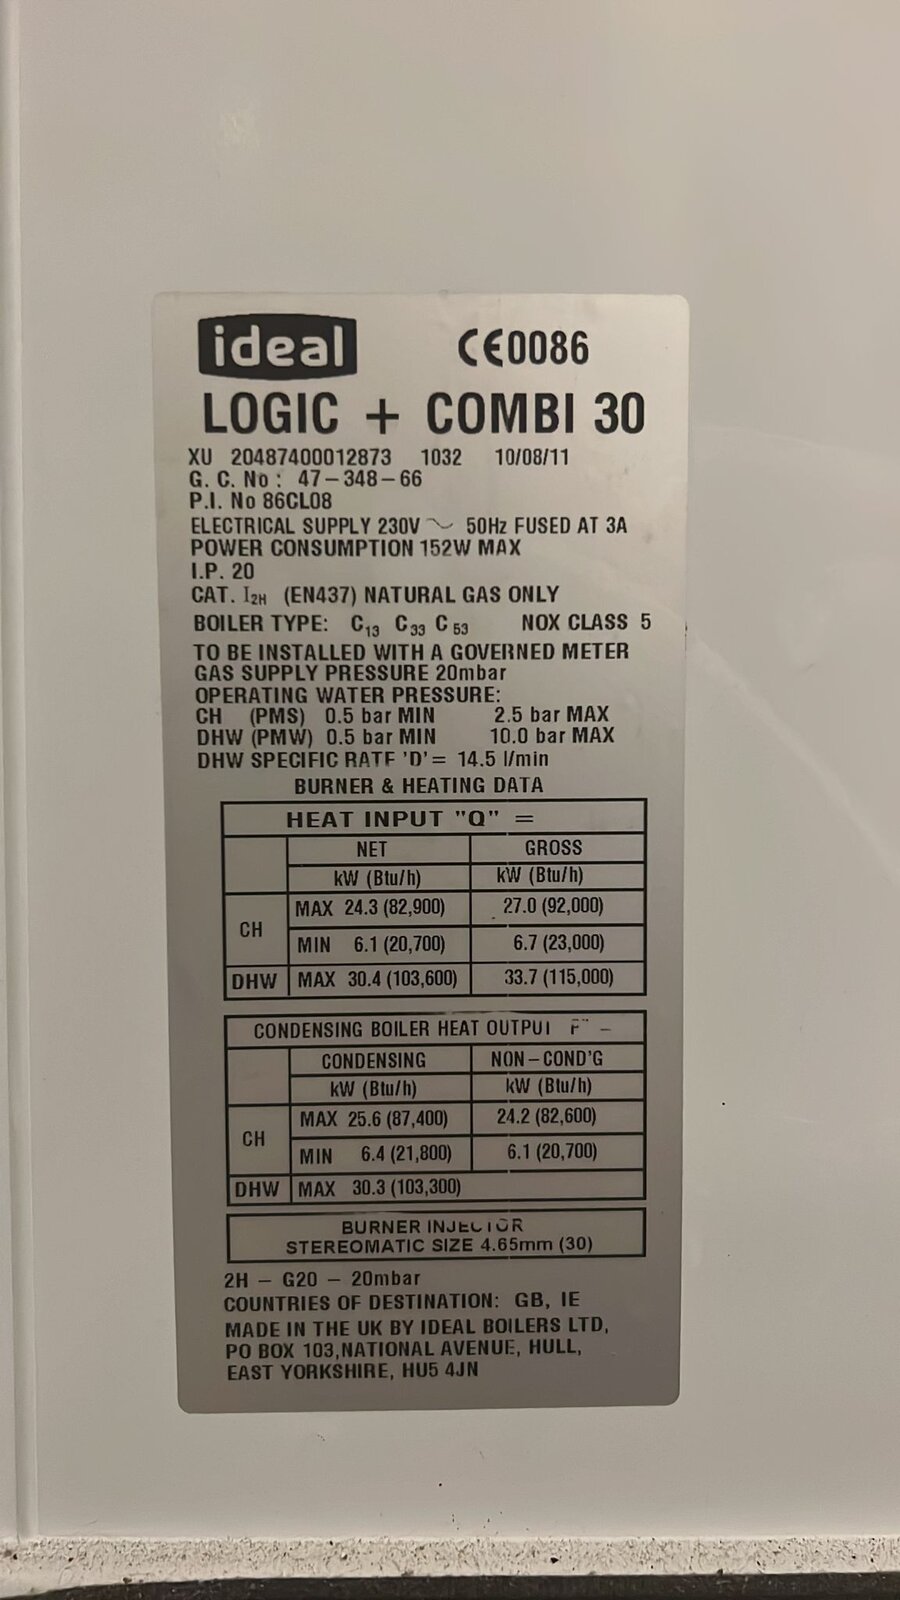 ideal CE0086
LOGIC + COMBI 30
XU 20487400012873 1032 10/08/11
G. C. No : 47-348-66
P.I. No 86CL08
ELECTRICAL SUPPLY 230V ~ 50Hz FUSED AT 3A
POWER CONSUMPTION 152W MAX
I.P. 20
CAT. I2H (EN437) NATURAL GAS ONLY
BOILER TYPE: C13 C33 C53 NOX CLASS 5
TO BE INSTALLED WITH A GOVERNED METER
GAS SUPPLY PRESSURE 20mbar
OPERATING WATER PRESSURE:
CH (PMS) 0.5 bar MIN 2.5 bar MAX
DHW (PMW) 0.5 bar MIN 10.0 bar MAX
DHW SPECIFIC RATE 'D' = 14.5 l/min
BURNER & HEATING DATA
HEAT INPUT "Q" =
NET GROSS
kW (Btu/h) kW (Btu/h)
CH MAX 24.3 (82,900) 27.0 (92,000)
MIN 6.1 (20,700) 6.7 (23,000)
DHW MAX 30.4 (103,600) 33.7 (115,000)
CONDENSING BOILER HEAT OUTPUT
CONDENSING NON-COND'G
kW (Btu/h) kW (Btu/h)
CH MAX 25.6 (87,400) 24.2 (82,600)
MIN 6.4 (21,800) 6.1 (20,700)
DHW MAX 30.3 (103,300)
BURNER INJECTOR
STEREOMATIC SIZE 4.65mm (30)
2H - G20 - 20mbar
COUNTRIES OF DESTINATION: GB, IE
MADE IN THE UK BY IDEAL BOILERS LTD,
PO BOX 103,NATIONAL AVENUE, HULL,
EAST YORKSHIRE, HU5 4JN